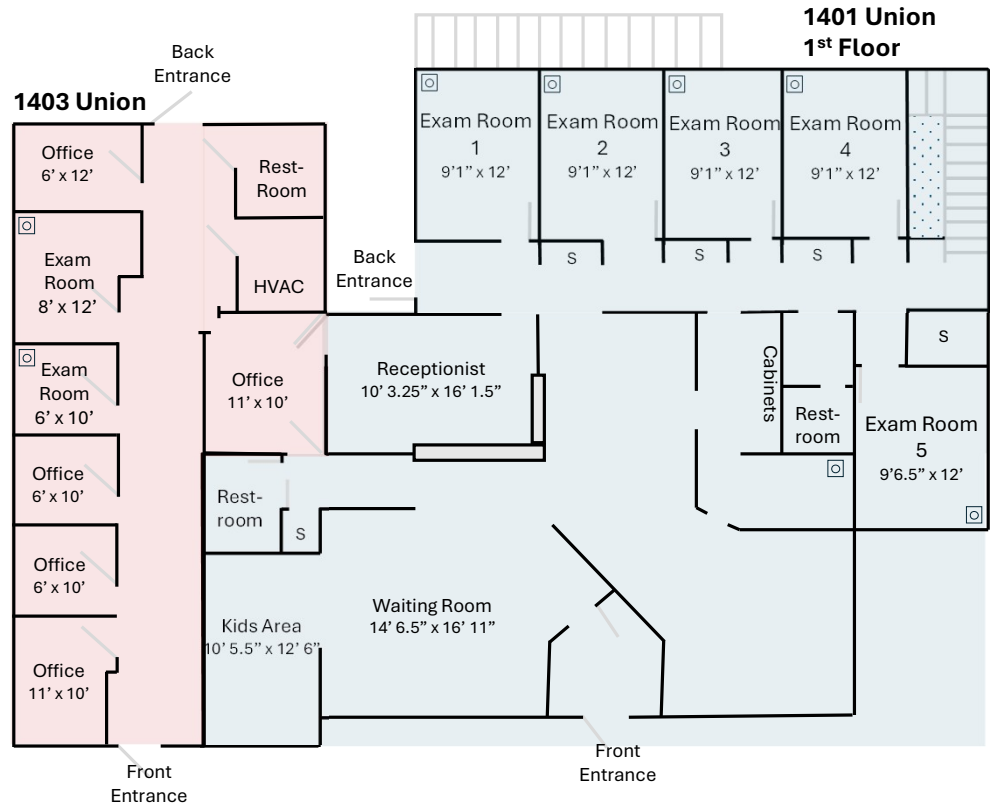 1401 Union
1st Floor
Back
Entrance
1403 Union
Office
6’ x 12’
Rest-
Room
Exam
Room
8’ x 12’
HVAC
Exam
Room
6’ x 10’
Office
11’ x 10’
Office
6’ x 10’
Office
6’ x 10’
Office
11’ x 10’
Front
Entrance
Exam Room
1
9’1” x 12’
Exam Room
2
9’1” x 12’
Exam Room
3
9’1” x 12’
Exam Room
4
9’1” x 12’
S
S
S
Back
Entrance
Receptionist
10’ 3.25” x 16’ 1.5”
Cabinets
Rest-
room
S
Exam Room
5
9’6.5” x 12’
Rest-
room
S
Kids Area
10’ 5.5” x 12’ 6”
Waiting Room
14’ 6.5” x 16’ 11”
Front
Entrance